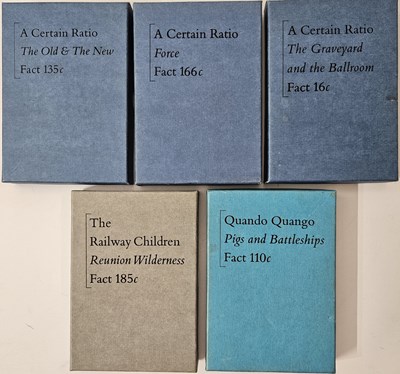 A Certain Ratio
The Old & The New
Fact 135c
A Certain Ratio
Force
Fact 166c
A Certain Ratio
The Graveyard
and the Ballroom
Fact 16c
The
Railway Children
Reunion Wilderness
Fact 185c
Quando Quango
Pigs and Battleships
Fact 110c